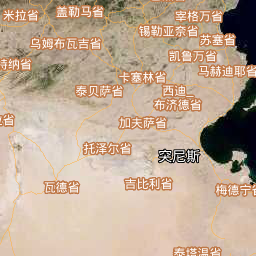 米拉省
盖勒马省
宰格万省
锡勒亚奈省
苏塞省
乌姆布瓦吉省
凯鲁万省
特纳省
马赫迪耶省
卡塞林省
泰贝萨省
西迪_
布济德省
加夫萨省
托泽尔省
突尼斯
瓦德省
吉比利省
梅德宁省
泰塔温省